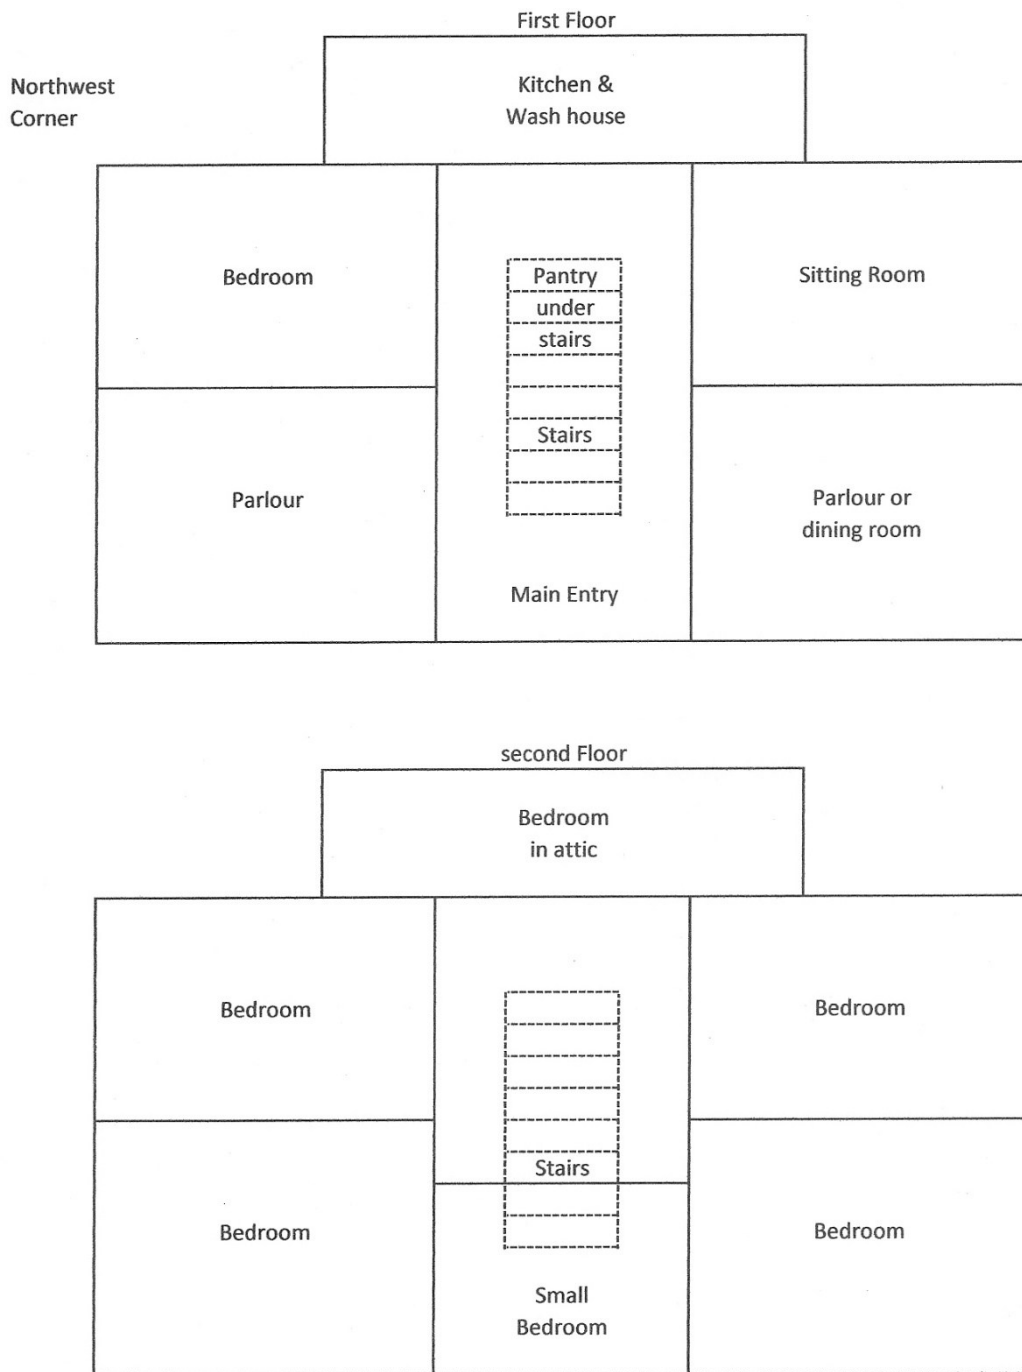 First Floor
Northwest
Corner
Kitchen &
Wash house
Bedroom
Pantry
under
stairs
Sitting Room
Stairs
Parlour
Parlour or
dining room
Main Entry
second Floor
Bedroom
in attic
Bedroom
Bedroom
Stairs
Bedroom
Bedroom
Small
Bedroom